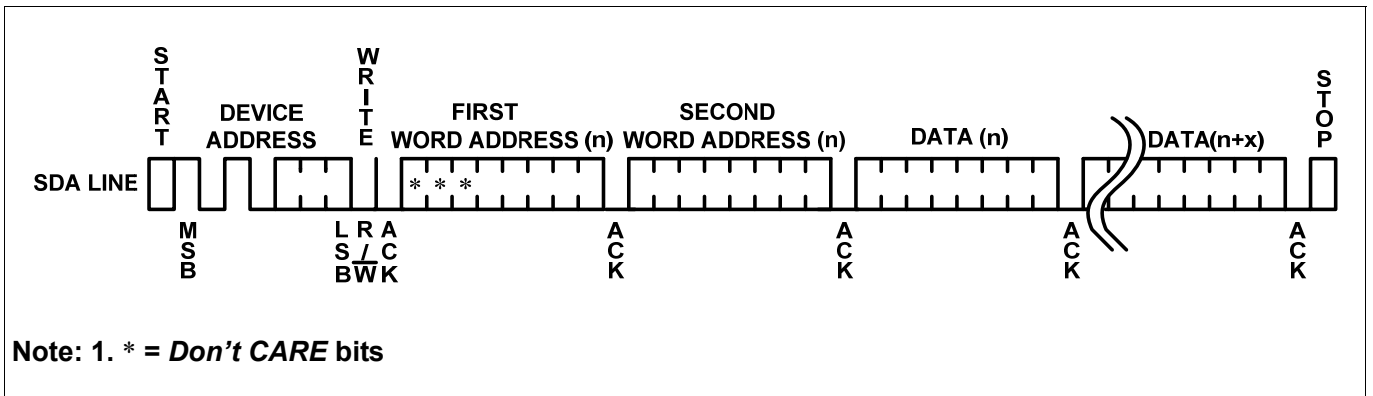 START
WRITE
STOP
DEVICE
ADDRESS
FIRST
WORD ADDRESS (n)
SECOND
WORD ADDRESS (n)
DATA (n)
DATA(n+x)
SDA LINE
* * *
MSB
LSB
R/W
ACK
ACK
ACK
ACK
ACK
Note: 1. * = Don't CARE bits